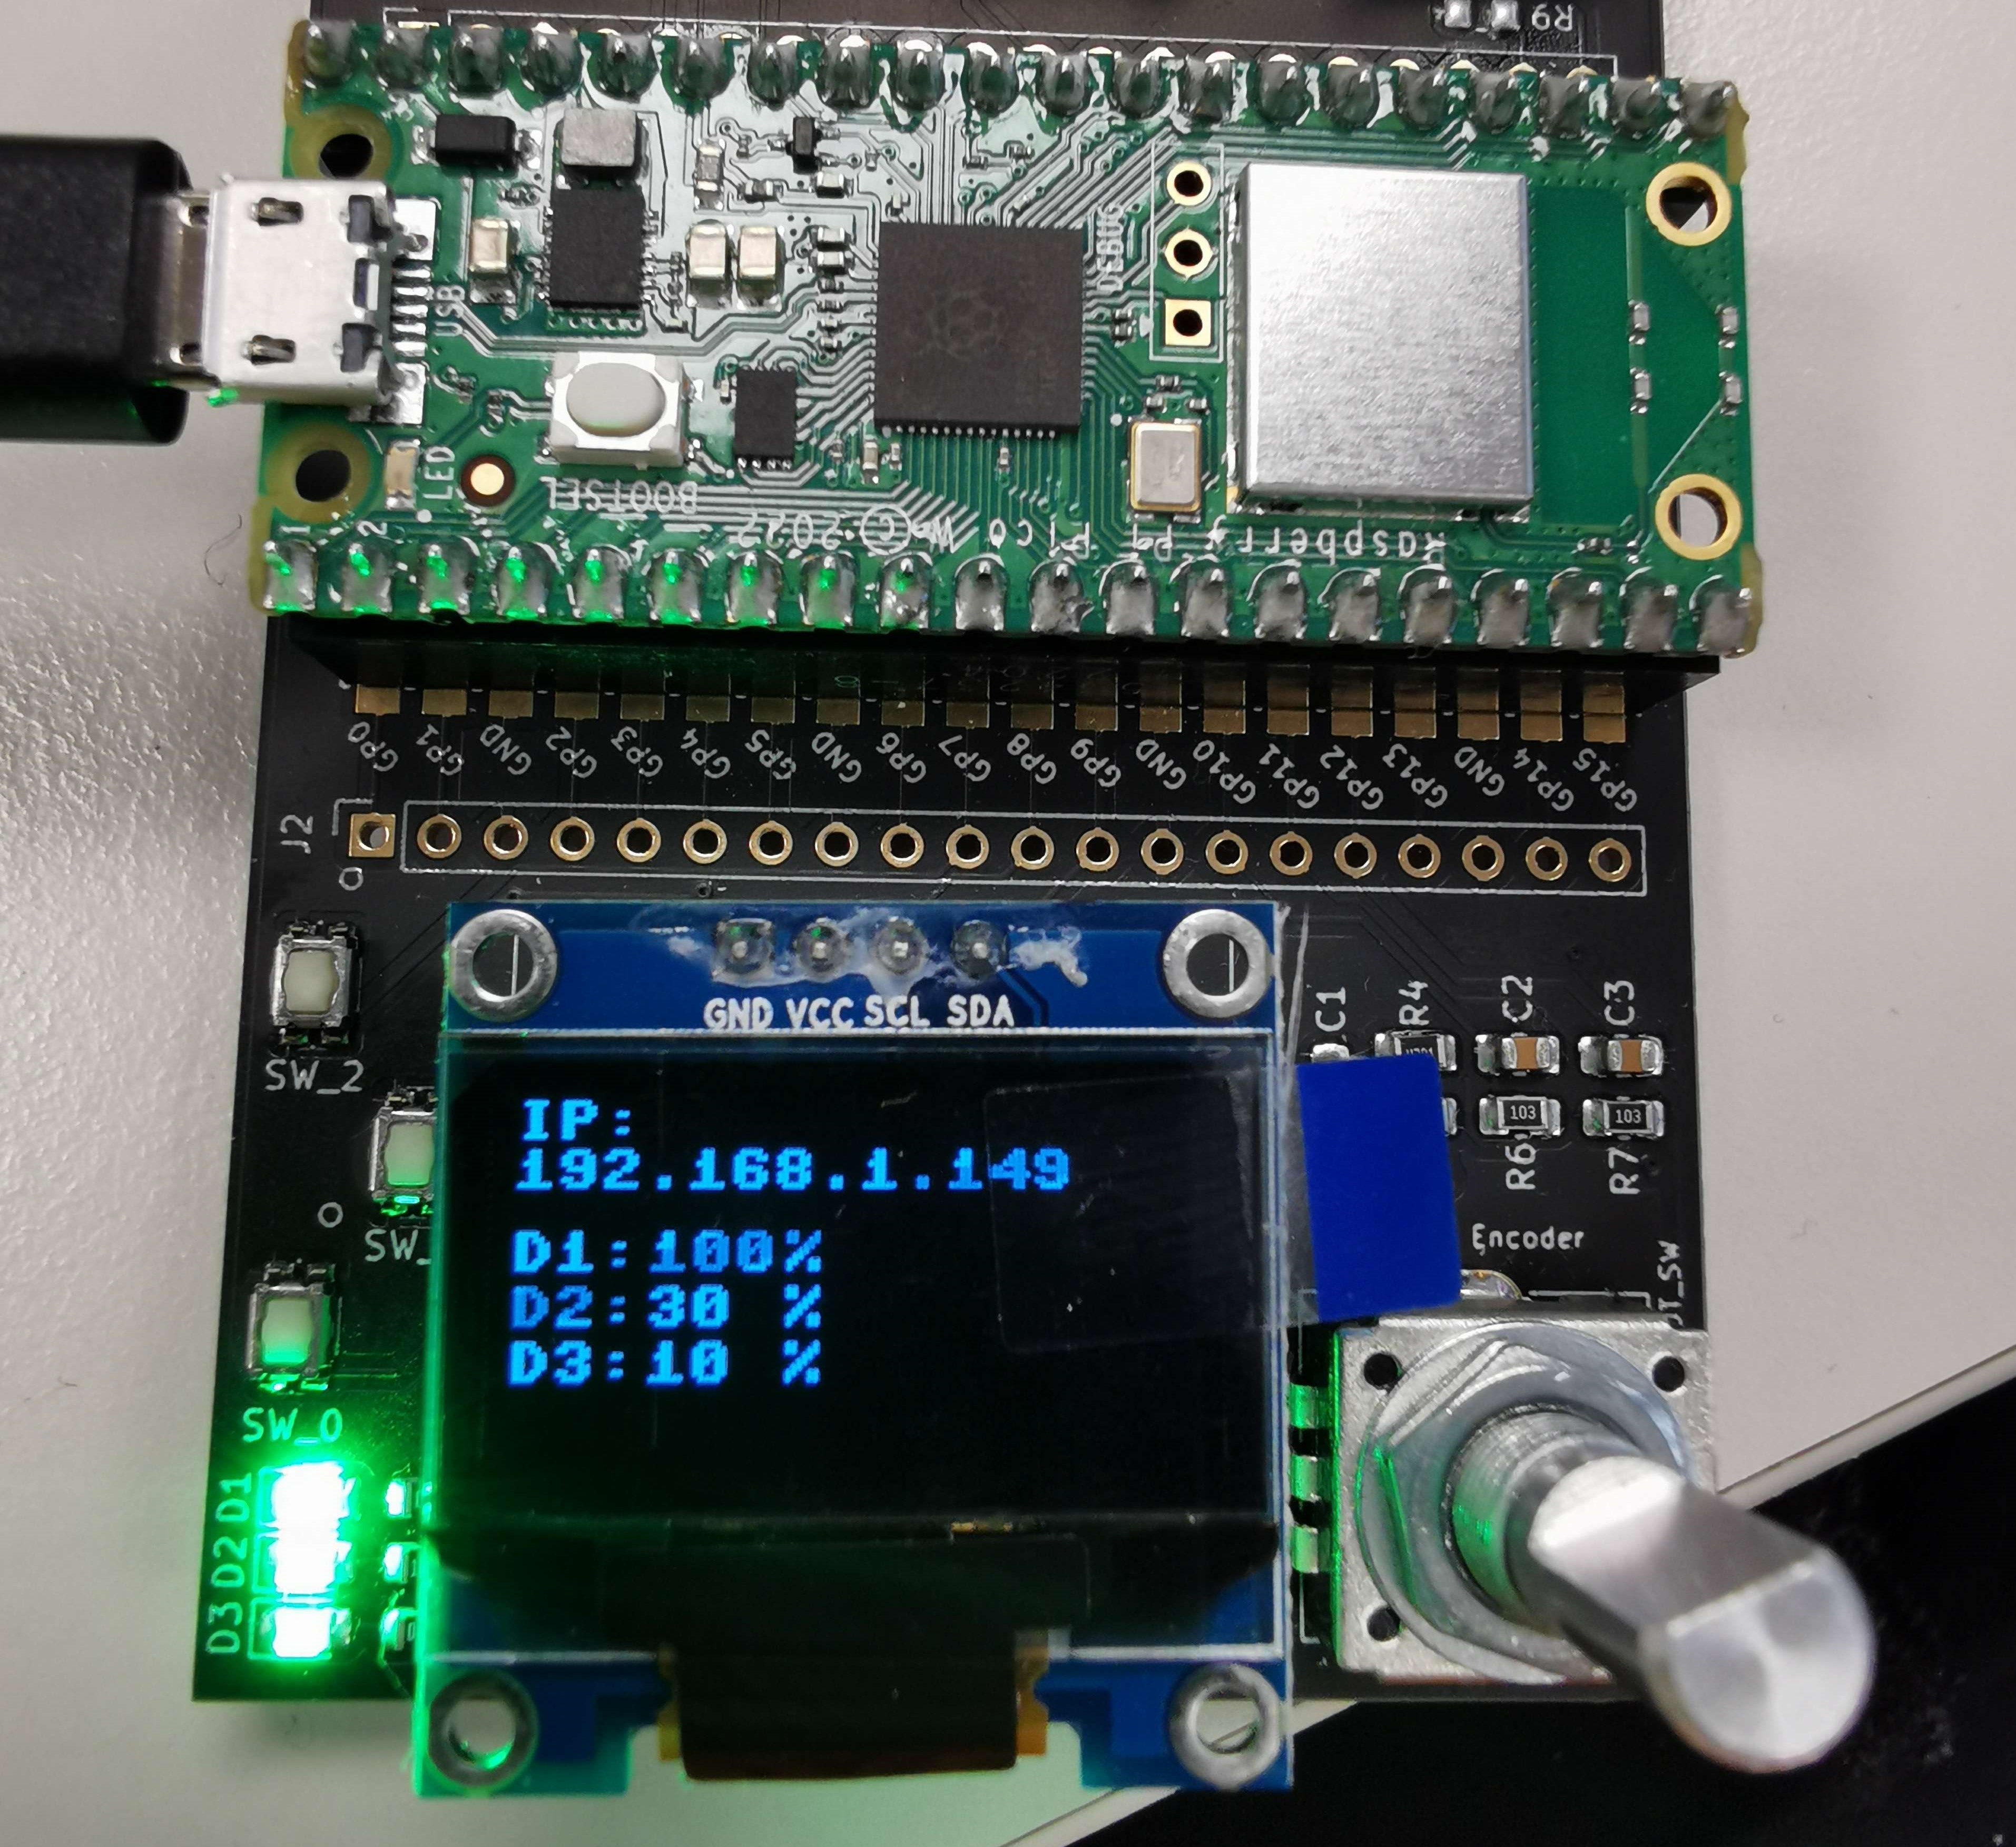 R9
DEBUG
USB
LED
BOOTSEL
Raspberry Pi Pico W © 2022
1
2
GP0 GP1 GND GP2 GP3 GP4 GP5 GND GP6 GP7 GP8 GP9 GND GP10 GP11 GP12 GP13 GND GP14 GP15
J2
GND VCC SCL SDA
C1 R4 C2 C3
SW_2
103 103
R6 R7
IP:
192.168.1.149
SW_
Encoder
D1:100%
D2:30 %
D3:10 %
SW_0
D1
D2
D3